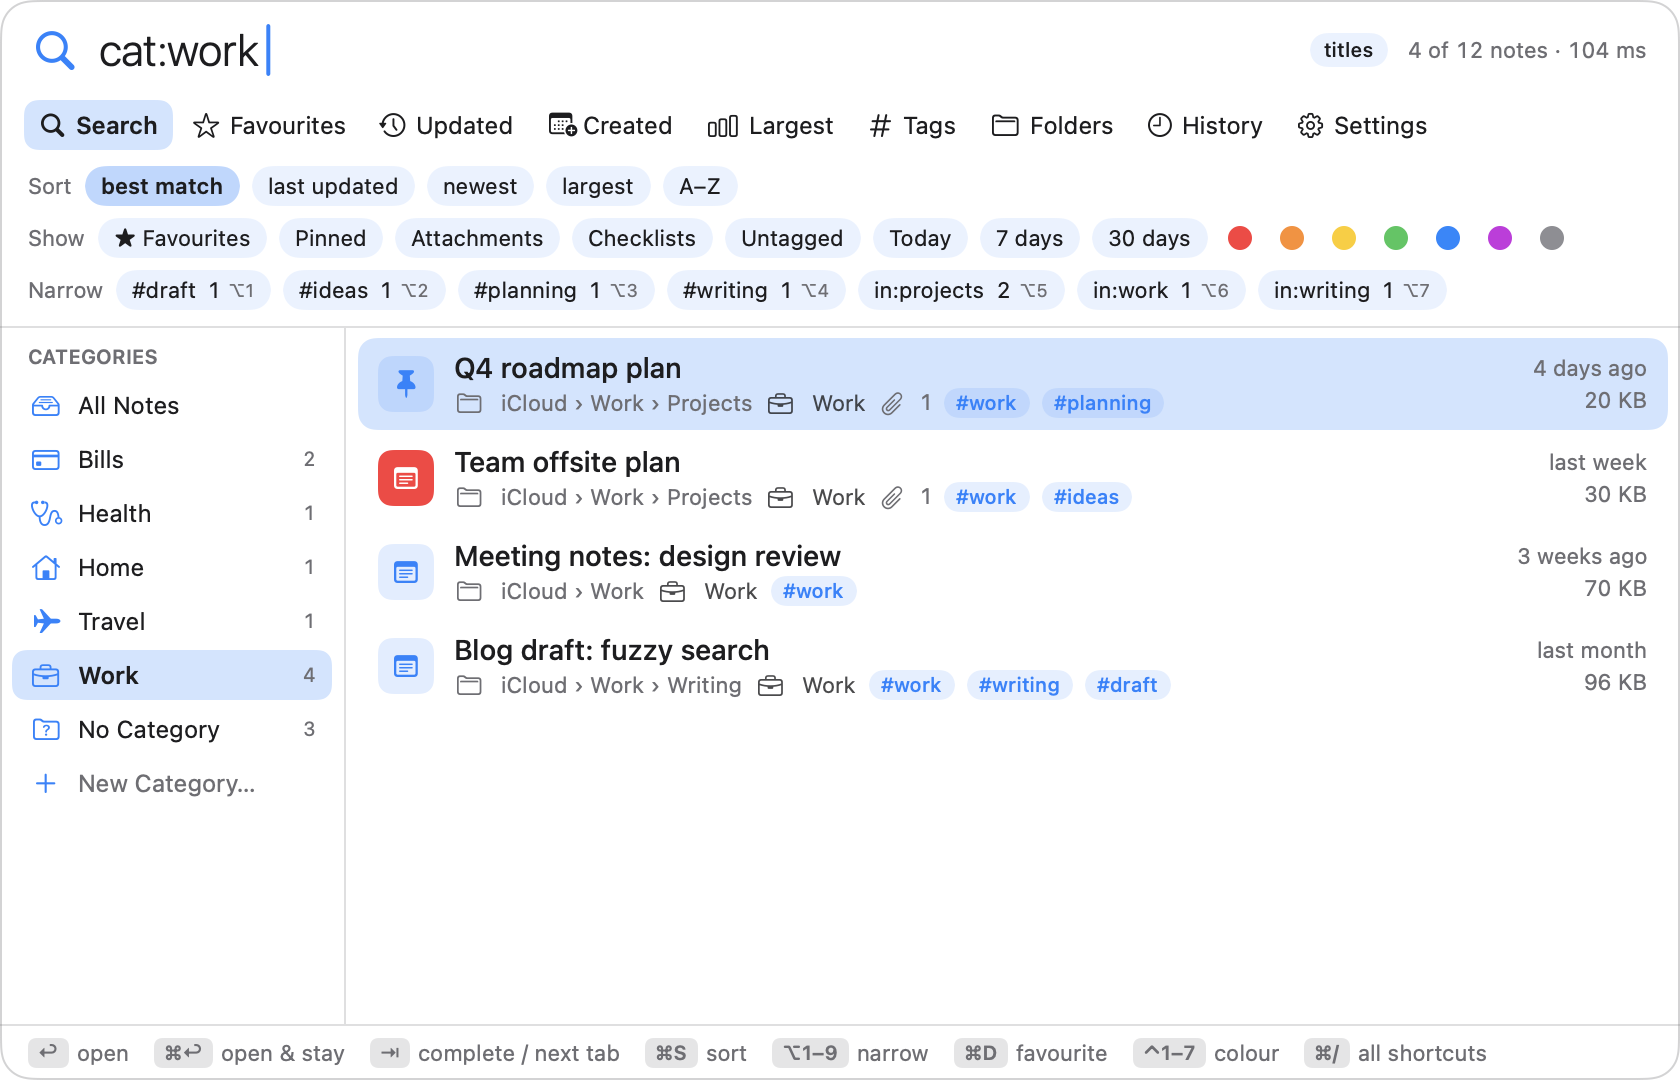 cat:work
titles 4 of 12 notes · 104 ms
Search Favourites Updated Created Largest # Tags Folders History Settings
Sort best match last updated newest largest A–Z
Show ★ Favourites Pinned Attachments Checklists Untagged Today 7 days 30 days
Narrow #draft 1 ⌥1 #ideas 1 ⌥2 #planning 1 ⌥3 #writing 1 ⌥4 in:projects 2 ⌥5 in:work 1 ⌥6 in:writing 1 ⌥7
CATEGORIES
All Notes
Bills 2
Health 1
Home 1
Travel 1
Work 4
No Category 3
+ New Category...
Q4 roadmap plan 4 days ago
iCloud › Work › Projects Work 1 #work #planning 20 KB
Team offsite plan last week
iCloud › Work › Projects Work 1 #work #ideas 30 KB
Meeting notes: design review 3 weeks ago
iCloud › Work Work #work 70 KB
Blog draft: fuzzy search last month
iCloud › Work › Writing Work #work #writing #draft 96 KB
↩ open ⌘↩ open & stay ⇥ complete / next tab ⌘S sort ⌥1–9 narrow ⌘D favourite ^1–7 colour ⌘/ all shortcuts